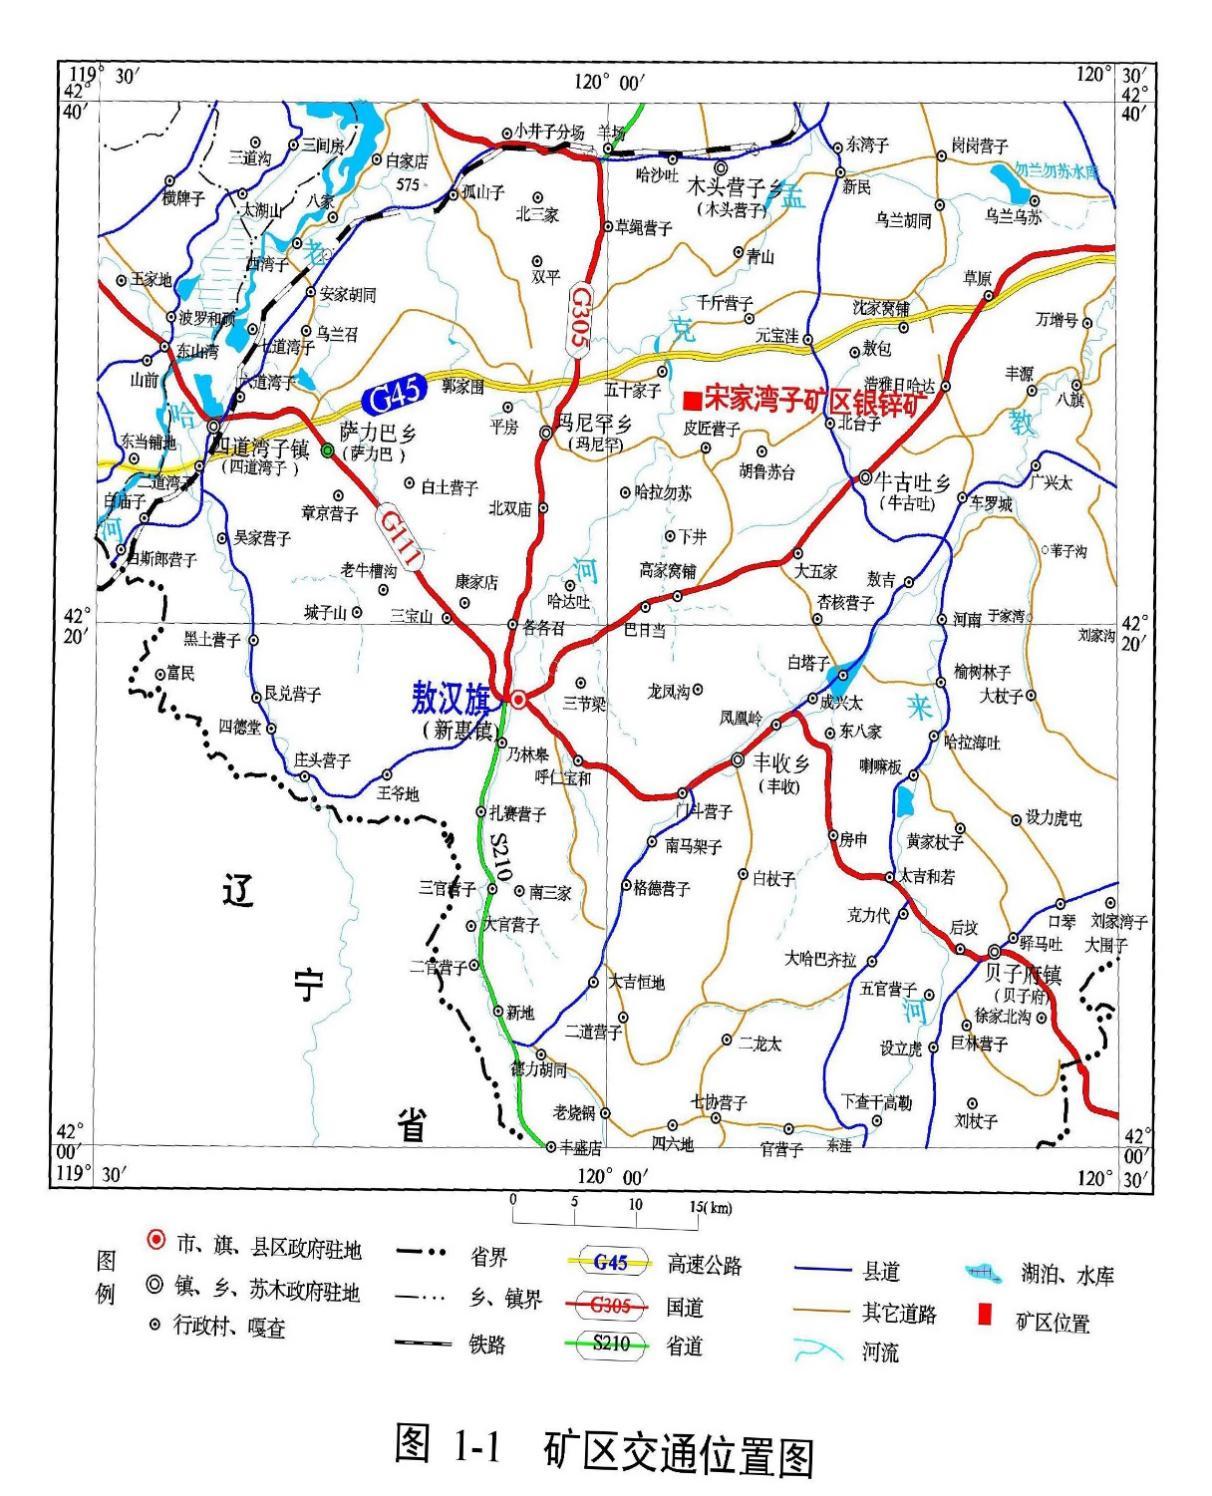 119° 30′
120° 00′
120° 30′
42°
40′
42°
40′
小井子分场
羊场
三道沟
三间房
白家店
575
孤山子
哈沙吐
木头营子乡
(木头营子)
孟
东湾子
岗岗营子
新民
勿兰勿苏水库
乌兰乌苏
乌兰胡同
横牌子
太湖山
八家
北三家
草绳营子
老
西湾子
双平
青山
王家地
安家胡同
草原
G305
千斤营子
沈家窝铺
万增号
波罗和硕
七道湾子
乌兰召
克
元宝洼
敖包
东山湾
山前
六道湾子
G45
郭家围
五十家子
浩雅日哈达
丰源
八旗
宋家湾子矿区银锌矿
哈
平房
玛尼罕乡
(玛尼罕)
皮匠营子
北台子
教
东当铺地
四道湾子镇
(四道湾子)
萨力巴乡
(萨力巴)
胡鲁苏台
二道湾子
白土营子
哈拉勿苏
牛古吐乡
(牛古吐)
广兴太
车罗城
白庙子
章京营子
北双庙
河
吴家营子
G111
下井
苇子沟
白斯郎营子
老牛槽沟
康家店
河
哈达吐
高家窝铺
大五家
敖吉
城子山
三宝山
各各召
巴日当
杏核营子
河南
于家湾
刘家沟
42°
20′
42°
20′
黑土营子
富民
艮兑营子
敖汉旗
(新惠镇)
三节梁
龙凤沟
白塔子
榆树林子
大杖子
成兴太
来
四德堂
凤凰岭
东八家
哈拉海吐
庄头营子
乃林皋
呼仁宝和
丰收乡
(丰收)
喇嘛板
王爷地
扎赛营子
门斗营子
设力虎屯
S210
南马架子
房申
黄家杖子
辽
三官营子
南三家
格德营子
白杖子
太吉和若
大官营子
克力代
后坟
口琴
刘家湾子
驿马吐
大围子
二官营子
大吉恒地
大哈巴齐拉
贝子府镇
(贝子府)
宁
五官营子
河
徐家北沟
新地
二道营子
二龙太
设立虎
巨林营子
德力胡同
省
老烧锅
七协营子
下查干高勒
刘杖子
丰盛店
四六地
官营子
东洼
42°
00′
42°
00′
119° 30′
120° 00′
120° 30′
0 5 10 15(km)
图
例
市、旗、县区政府驻地
省界
G45
高速公路
县道
湖泊、水库
镇、乡、苏木政府驻地
乡、镇界
G305
国道
其它道路
矿区位置
行政村、嘎查
铁路
S210
省道
河流
图 1-1 矿区交通位置图